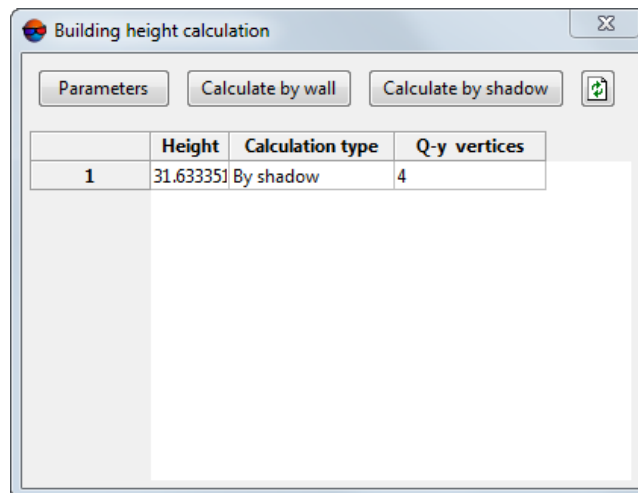 Building height calculation
Parameters Calculate by wall Calculate by shadow
Height Calculation type Q-y vertices
1 31.633351 By shadow 4